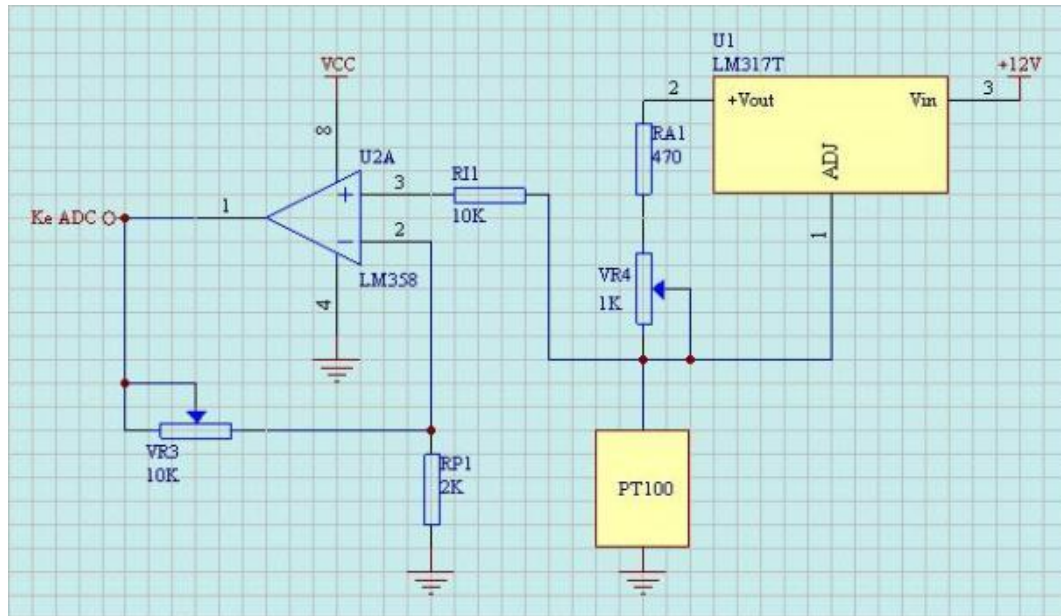 U1
LM317T
+12V
VCC
2
+Vout
Vin
3
RA1
470
ADJ
8
U2A
+
3
RI1
10K
Ke ADC
1
2
−
LM358
1
VR4
1K
4
VR3
10K
RP1
2K
PT100